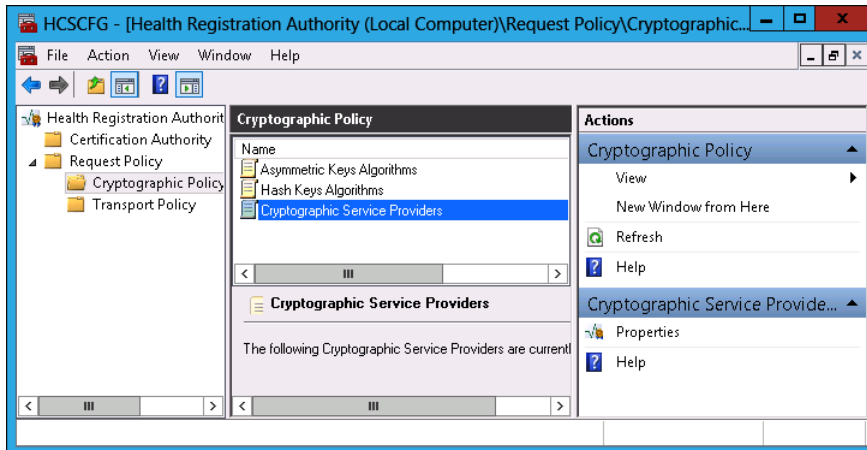 HCSCFG - [Health Registration Authority (Local Computer)\Request Policy\Cryptographic...
File Action View Window Help
Health Registration Authorit
Certification Authority
Request Policy
Cryptographic Policy
Transport Policy
Cryptographic Policy
Name
Asymmetric Keys Algorithms
Hash Keys Algorithms
Cryptographic Service Providers
Cryptographic Service Providers
The following Cryptographic Service Providers are currentl
Actions
Cryptographic Policy
View
New Window from Here
Refresh
Help
Cryptographic Service Provide...
Properties
Help